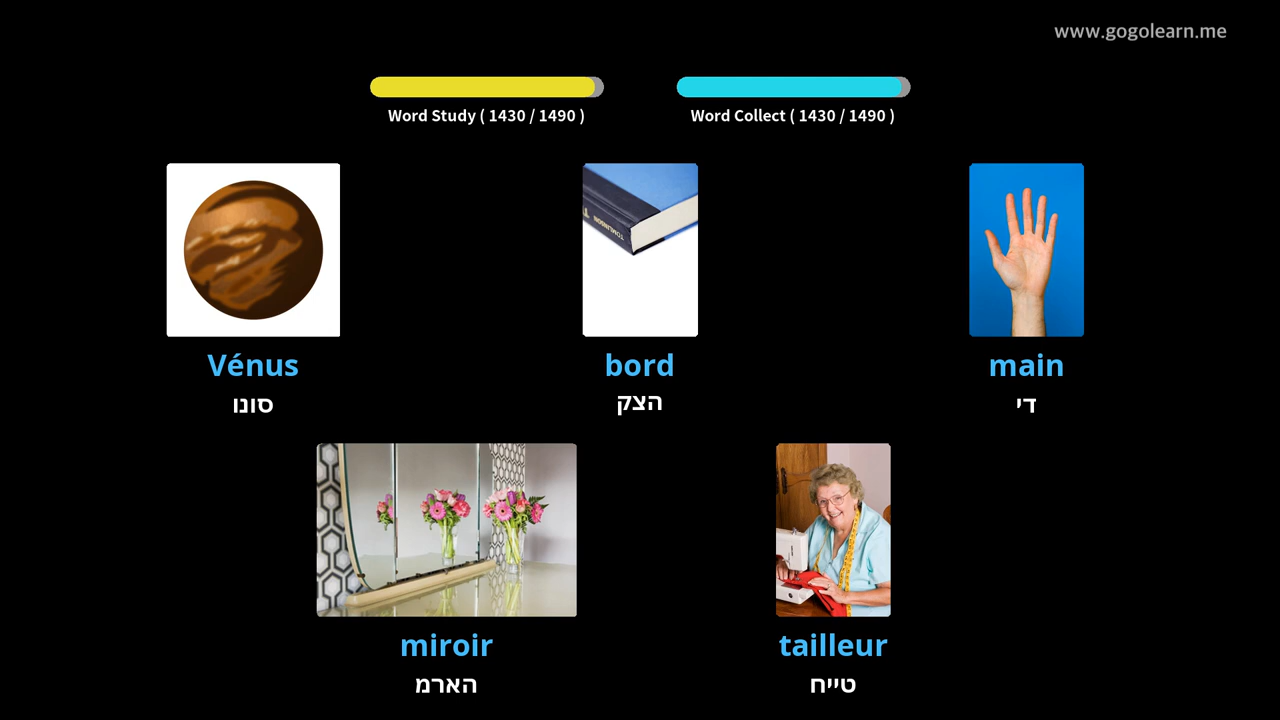 www.gogolearn.me
Word Study ( 1430 / 1490 )
Word Collect ( 1430 / 1490 )
TOMLINSON
Vénus
סונו
bord
הצק
main
די
miroir
הארמ
tailleur
טייח